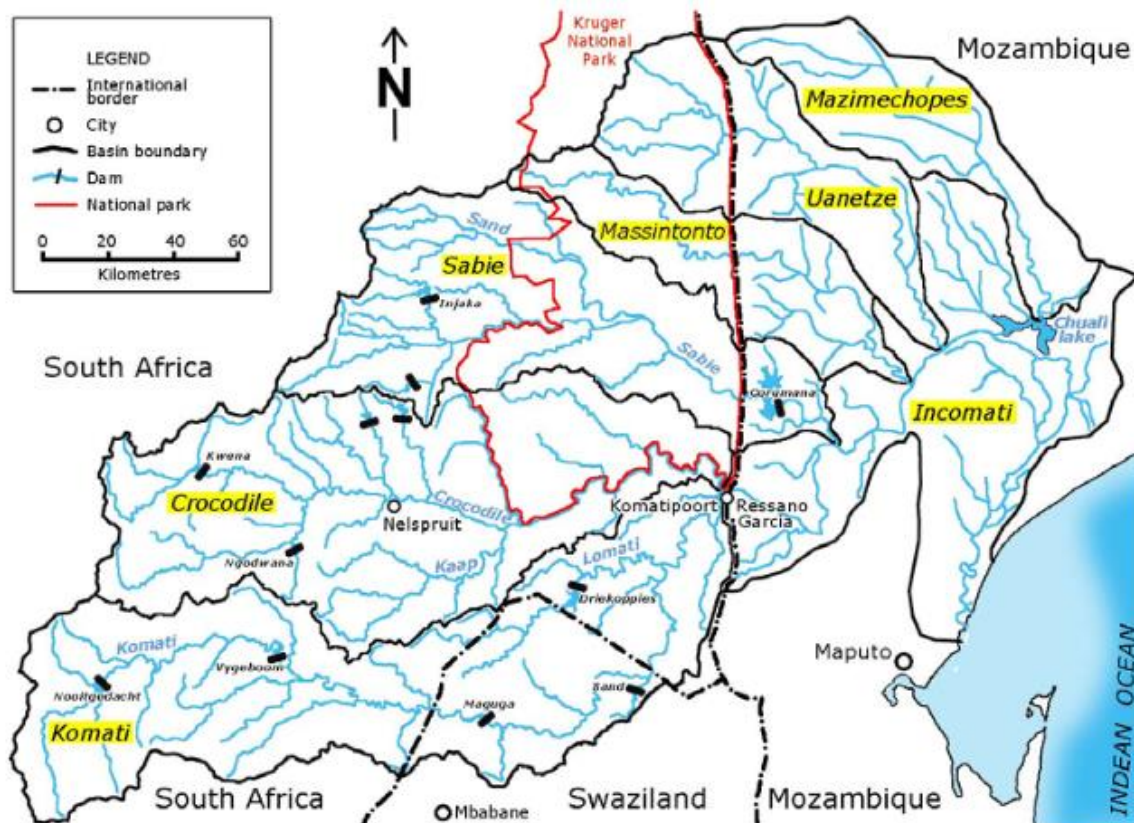 LEGEND
International
border
City
Basin boundary
Dam
National park
0 20 40 60
Kilometres
N
Kruger
National
Park
Mozambique
Mazimechopes
Uanetze
Massintonto
Sand
Sabie
Injaka
Sabie
Chuali
lake
South Africa
Corumana
Incomati
Kwena
Crocodile
Nelspruit
Crocodile
Komatipoort
Ressano
Garcia
Ngodwana
Kaap
Lomati
Driekoppies
Komati
Vygeboom
Nooitgedacht
Maguga
Sand
Komati
Maputo
South Africa
Mbabane
Swaziland
Mozambique
INDEAN OCEAN